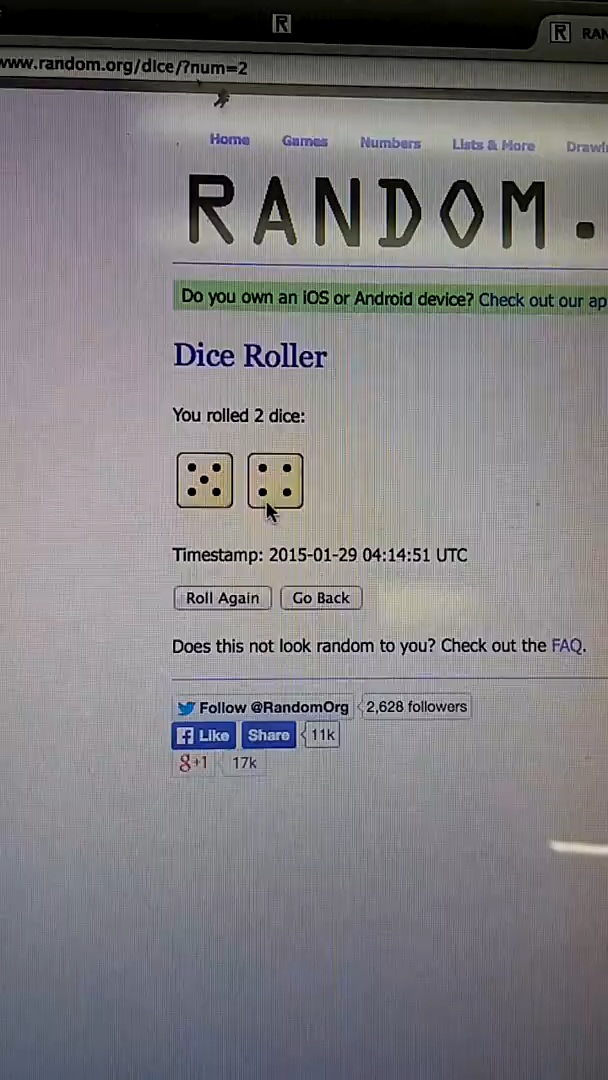 R
R RAN
www.random.org/dice/?num=2
Home Games Numbers Lists & More Drawi
RANDOM.
Do you own an iOS or Android device? Check out our ap
Dice Roller
You rolled 2 dice:
Timestamp: 2015-01-29 04:14:51 UTC
Roll Again Go Back
Does this not look random to you? Check out the FAQ.
Follow @RandomOrg 2,628 followers
f Like Share 11k
g+1 17k